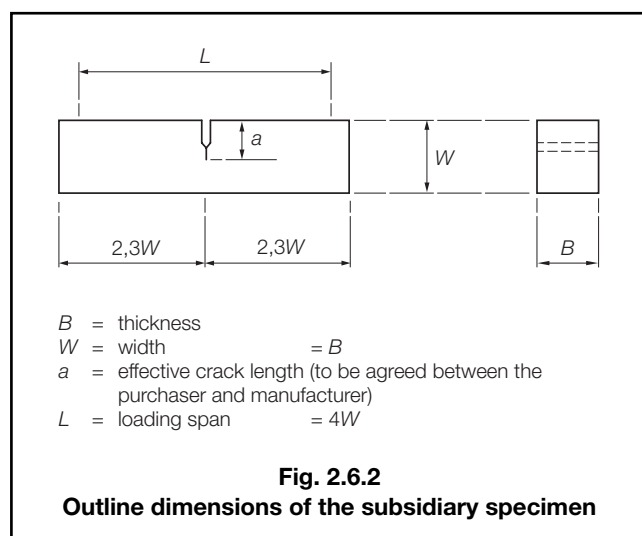 L
a
W
2,3W 2,3W
B
B = thickness
W = width = B
a = effective crack length (to be agreed between the
purchaser and manufacturer)
L = loading span = 4W
Fig. 2.6.2
Outline dimensions of the subsidiary specimen